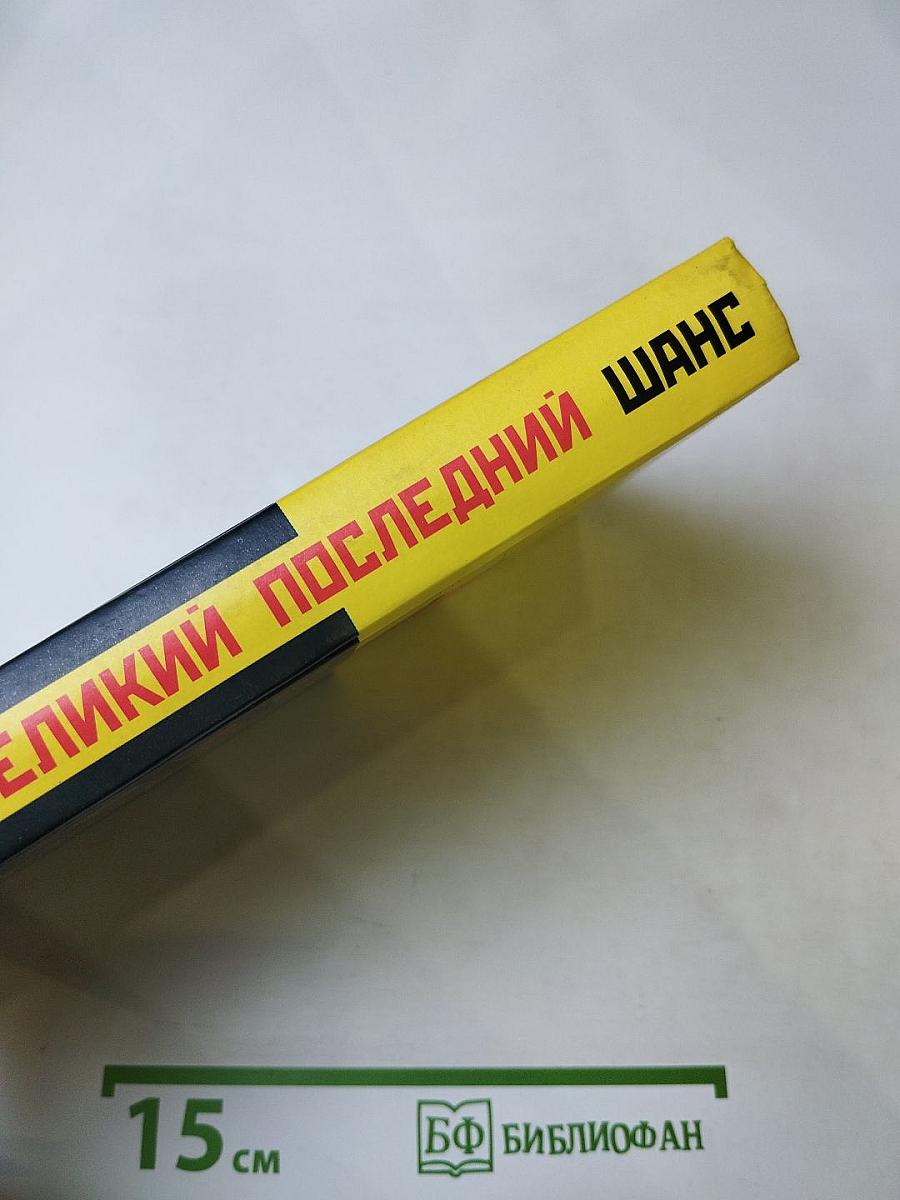 ЕЛИКИЙ ПОСЛЕДНИЙ ШАНС
15 см
БФ БИБЛИОФАН